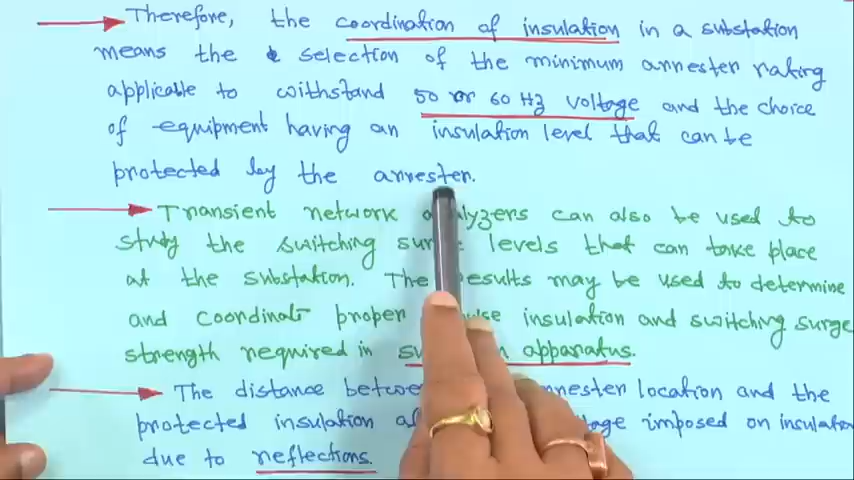 Therefore, the coordination of insulation in a substation
means the selection of the minimum arrester rating
applicable to withstand 50 or 60 Hz voltage and the choice
of equipment having an insulation level that can be
protected by the arrester.
Transient network can also be used to
study the switching levels that can take place
at the substation. The may be used to determine
and coordinate proper insulation and switching surge
strength required in apparatus.
The distance arrester location and the
protected insulation imposed on insulation
due to reflections.